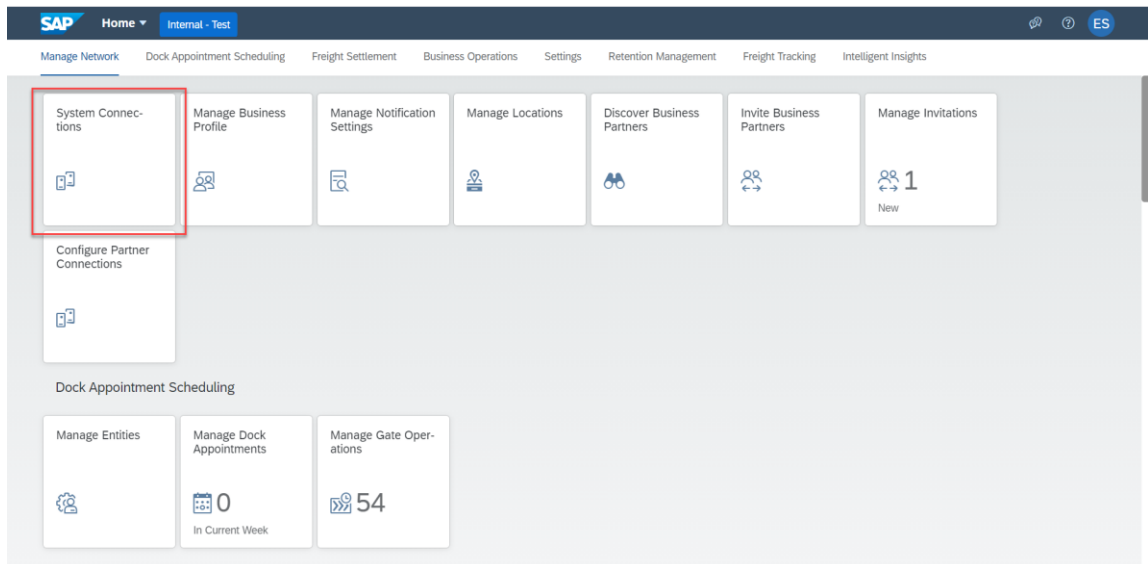 SAP Home Internal - Test ES
Manage Network Dock Appointment Scheduling Freight Settlement Business Operations Settings Retention Management Freight Tracking Intelligent Insights
System Connec-
tions
Manage Business
Profile
Manage Notification
Settings
Manage Locations
Discover Business
Partners
Invite Business
Partners
Manage Invitations
1
New
Configure Partner
Connections
Dock Appointment Scheduling
Manage Entities
Manage Dock
Appointments
0
In Current Week
Manage Gate Oper-
ations
54